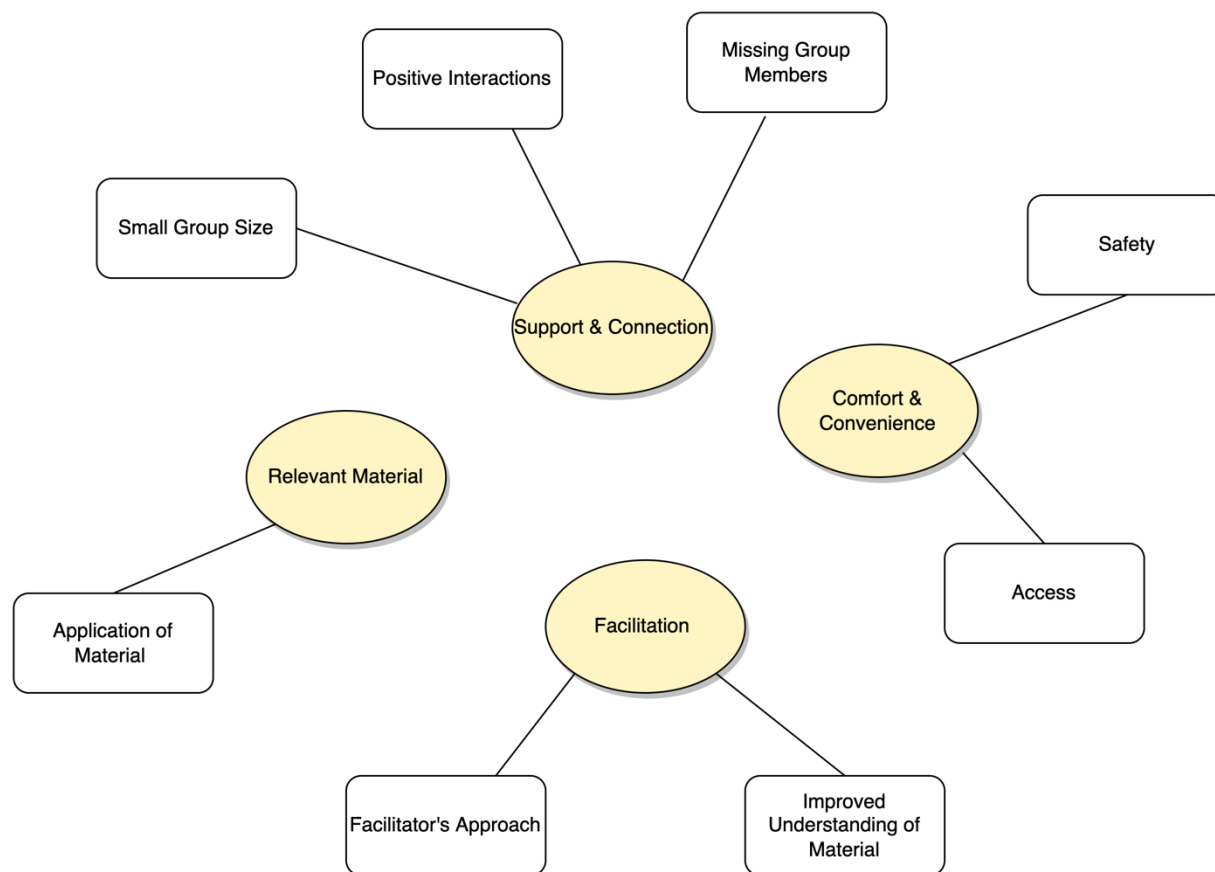 Missing Group
Members
Positive Interactions
Small Group Size
Safety
Support & Connection
Comfort &
Convenience
Relevant Material
Access
Application of
Material
Facilitation
Facilitator's Approach
Improved
Understanding of
Material